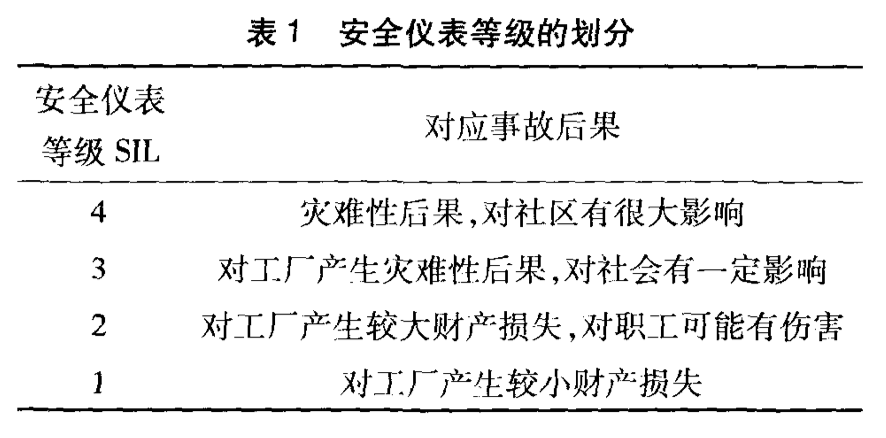 表1 安全仪表等级的划分
安全仪表
等级 SIL
对应事故后果
4 灾难性后果,对社区有很大影响
3 对工厂产生灾难性后果,对社会有一定影响
2 对工厂产生较大财产损失,对职工可能有伤害
1 对工厂产生较小财产损失